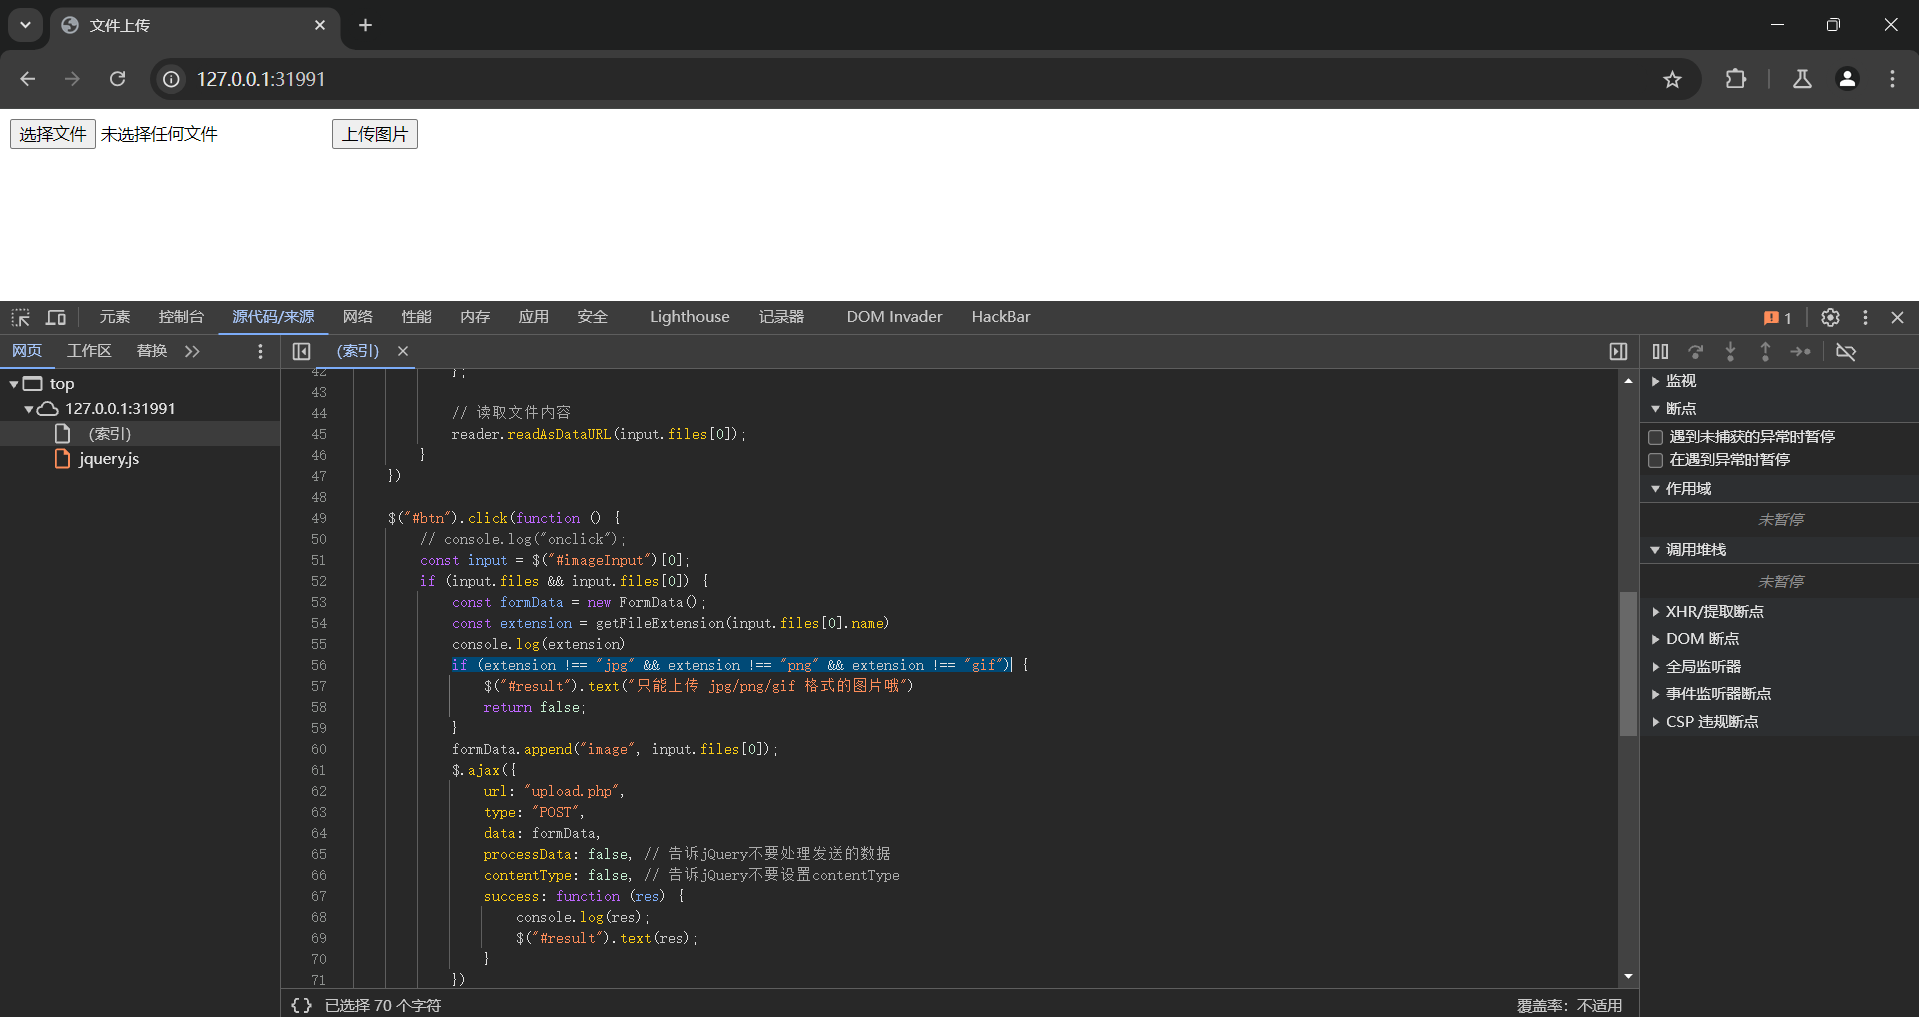 文件上传
127.0.0.1:31991
选择文件 未选择任何文件 上传图片
元素 控制台 源代码/来源 网络 性能 内存 应用 安全 Lighthouse 记录器 DOM Invader HackBar 1
网页 工作区 替换 (索引)
top
127.0.0.1:31991
(索引)
jquery.js
42 };
43
44 // 读取文件内容
45 reader.readAsDataURL(input.files[0]);
46 }
47 })
48
49 $("#btn").click(function () {
50 // console.log("onclick");
51 const input = $("#imageInput")[0];
52 if (input.files && input.files[0]) {
53 const formData = new FormData();
54 const extension = getFileExtension(input.files[0].name)
55 console.log(extension)
56 if (extension !== "jpg" && extension !== "png" && extension !== "gif") {
57 $("#result").text("只能上传 jpg/png/gif 格式的图片哦")
58 return false;
59 }
60 formData.append("image", input.files[0]);
61 $.ajax({
62 url: "upload.php",
63 type: "POST",
64 data: formData,
65 processData: false, // 告诉jQuery不要处理发送的数据
66 contentType: false, // 告诉jQuery不要设置contentType
67 success: function (res) {
68 console.log(res);
69 $("#result").text(res);
70 }
71 })
{} 已选择 70 个字符 覆盖率：不适用
监视
断点
遇到未捕获的异常时暂停
在遇到异常时暂停
作用域
未暂停
调用堆栈
未暂停
XHR/提取断点
DOM 断点
全局监听器
事件监听器断点
CSP 违规断点